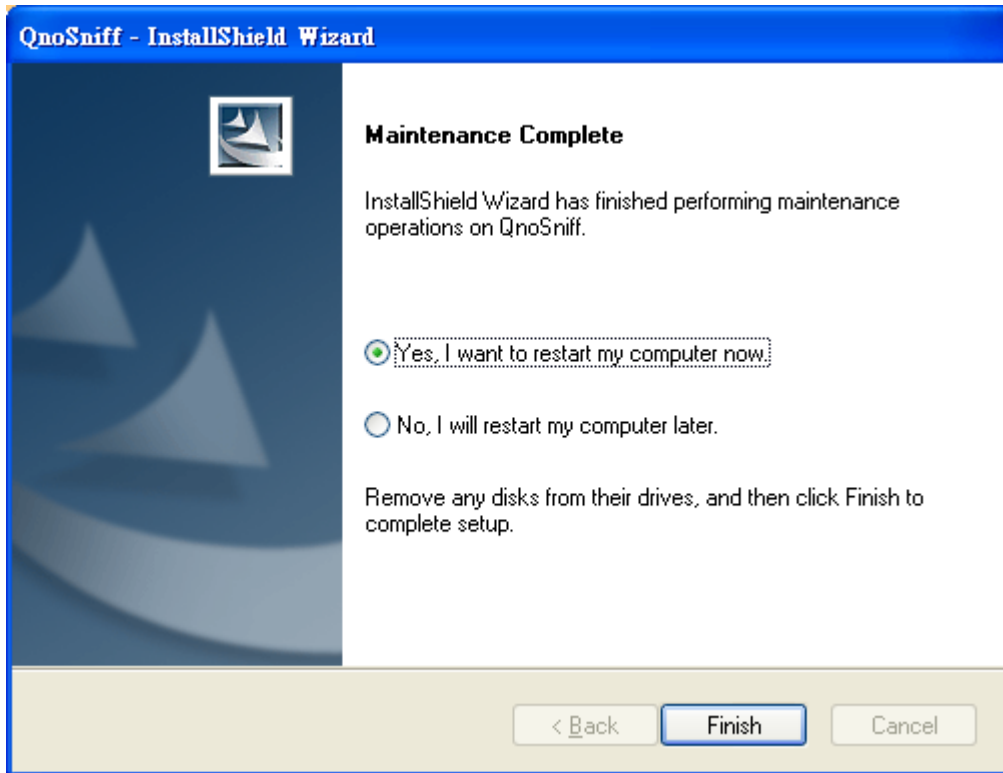 QnoSniff - InstallShield Wizard
Maintenance Complete
InstallShield Wizard has finished performing maintenance
operations on QnoSniff.
Yes, I want to restart my computer now.
No, I will restart my computer later.
Remove any disks from their drives, and then click Finish to
complete setup.
< Back
Finish
Cancel